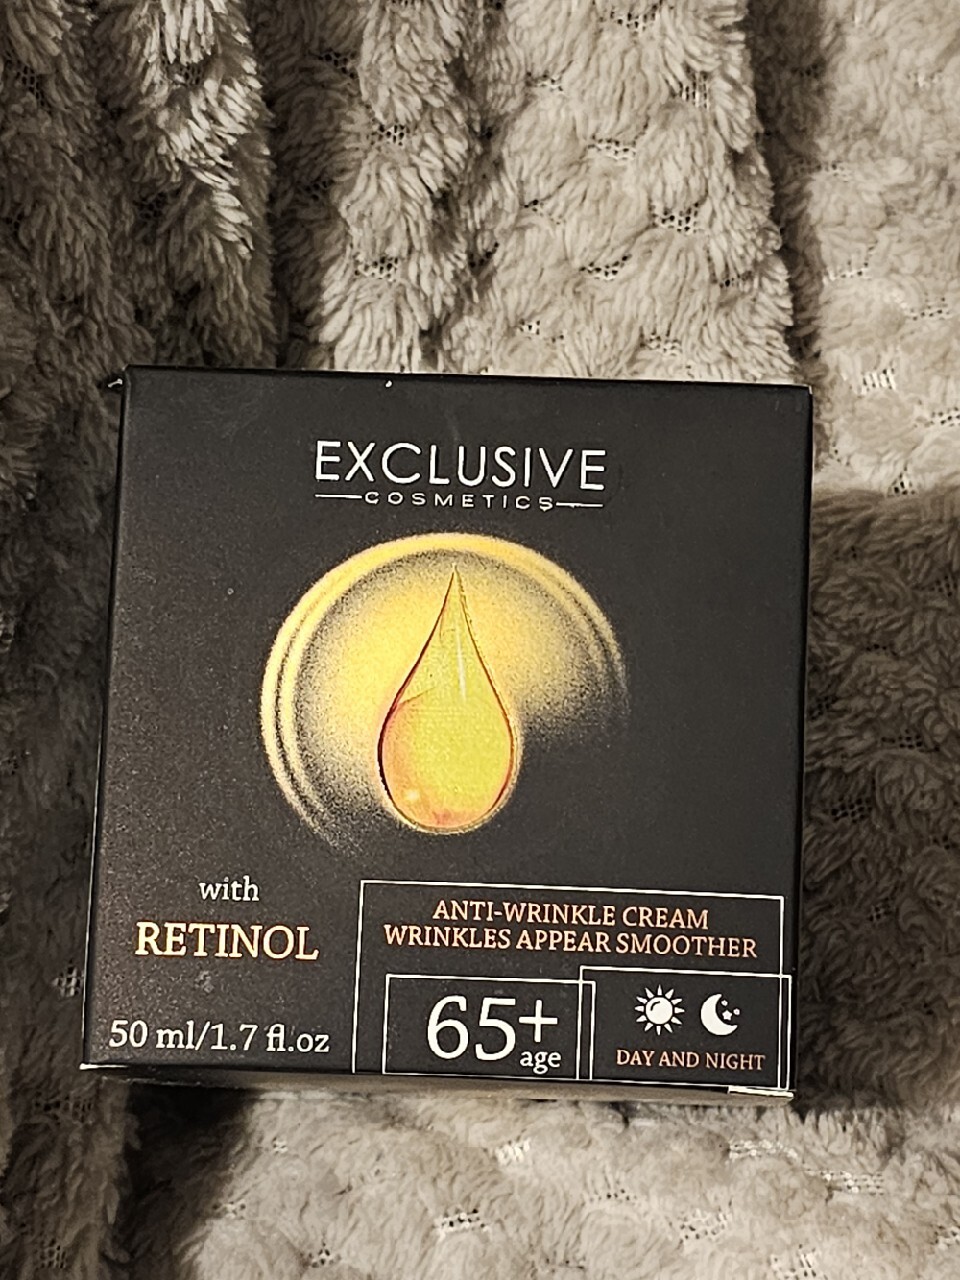 EXCLUSIVE
COSMETICS
with
RETINOL
50 ml/1.7 fl.oz
ANTI-WRINKLE CREAM
WRINKLES APPEAR SMOOTHER
65+
age
DAY AND NIGHT